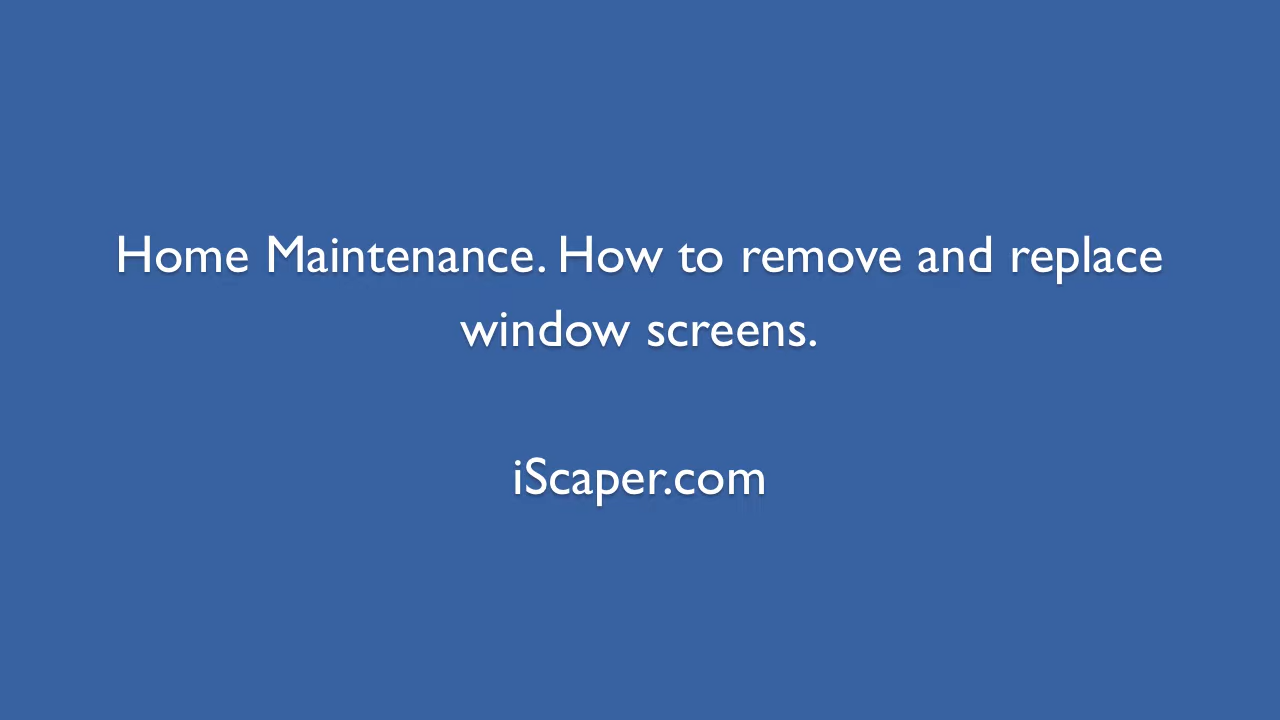 Home Maintenance. How to remove and replace
window screens.
iScaper.com